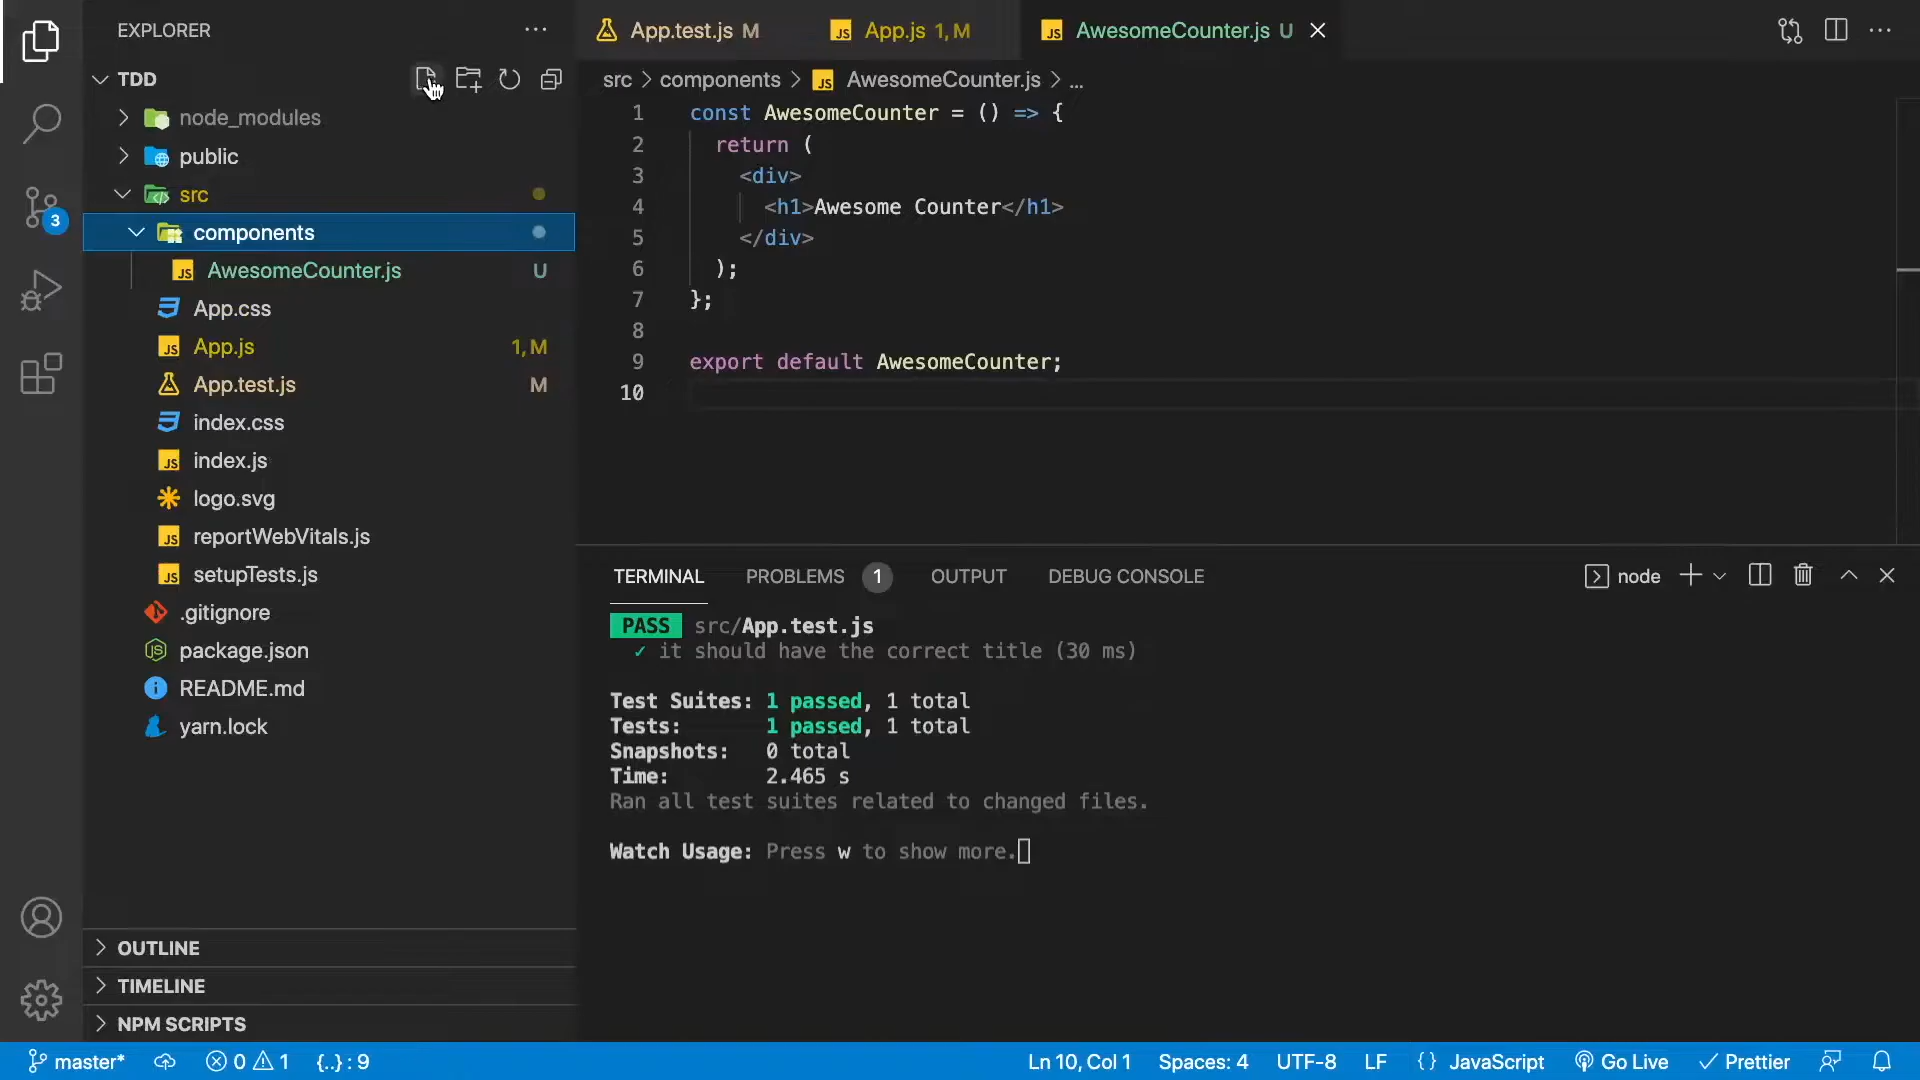 EXPLORER
TDD
node_modules
public
src
components
AwesomeCounter.js U
App.css
App.js 1, M
App.test.js M
index.css
index.js
logo.svg
reportWebVitals.js
setupTests.js
.gitignore
package.json
README.md
yarn.lock
OUTLINE
TIMELINE
NPM SCRIPTS
3
App.test.js M
App.js 1, M
AwesomeCounter.js U
src > components > AwesomeCounter.js > ...
1 const AwesomeCounter = () => {
2 return (
3 <div>
4 <h1>Awesome Counter</h1>
5 </div>
6 );
7 };
8
9 export default AwesomeCounter;
10
TERMINAL PROBLEMS 1 OUTPUT DEBUG CONSOLE
node
PASS src/App.test.js
✓ it should have the correct title (30 ms)
Test Suites: 1 passed, 1 total
Tests: 1 passed, 1 total
Snapshots: 0 total
Time: 2.465 s
Ran all test suites related to changed files.
Watch Usage: Press w to show more.
master* 0 1 {..} : 9
Ln 10, Col 1 Spaces: 4 UTF-8 LF {} JavaScript Go Live ✓ Prettier